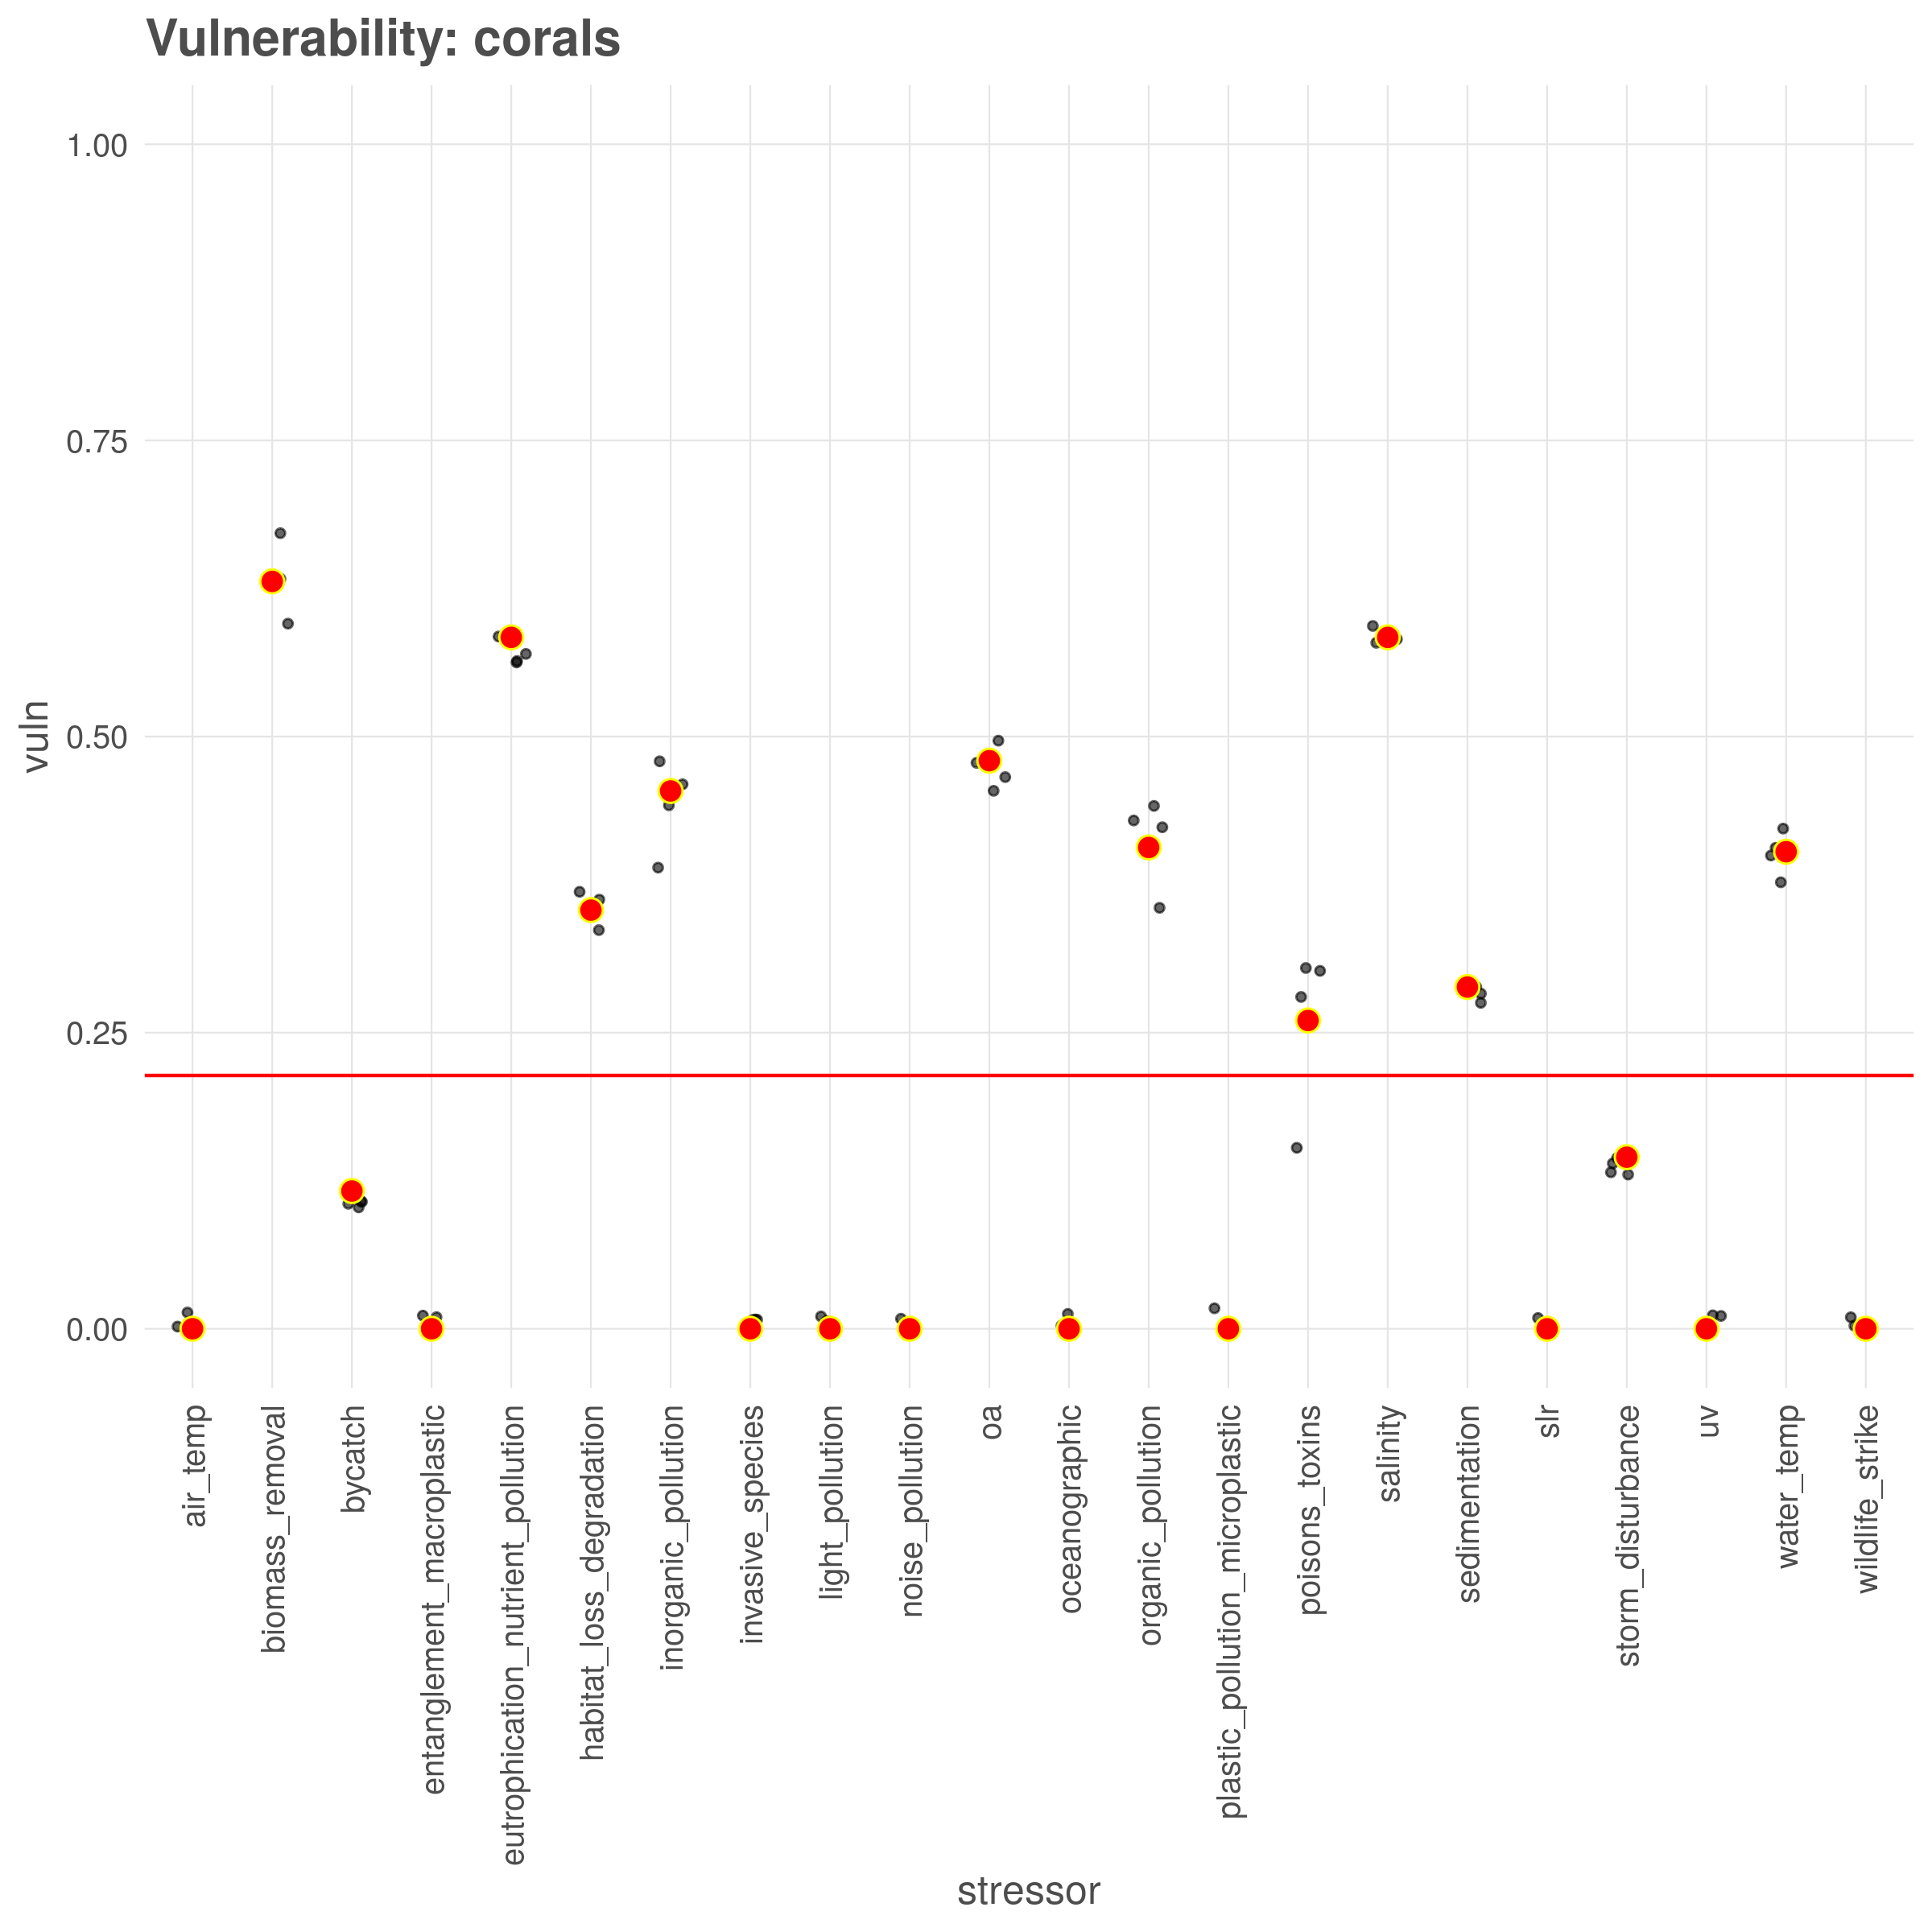 Vulnerability: corals
1.00
0.75
0.50
0.25
0.00
vuln
air_temp
biomass_removal
bycatch
entanglement_macroplastic
eutrophication_nutrient_pollution
habitat_loss_degradation
inorganic_pollution
invasive_species
light_pollution
noise_pollution
oa
oceanographic
organic_pollution
plastic_pollution_microplastic
poisons_toxins
salinity
sedimentation
slr
storm_disturbance
uv
water_temp
wildlife_strike
stressor